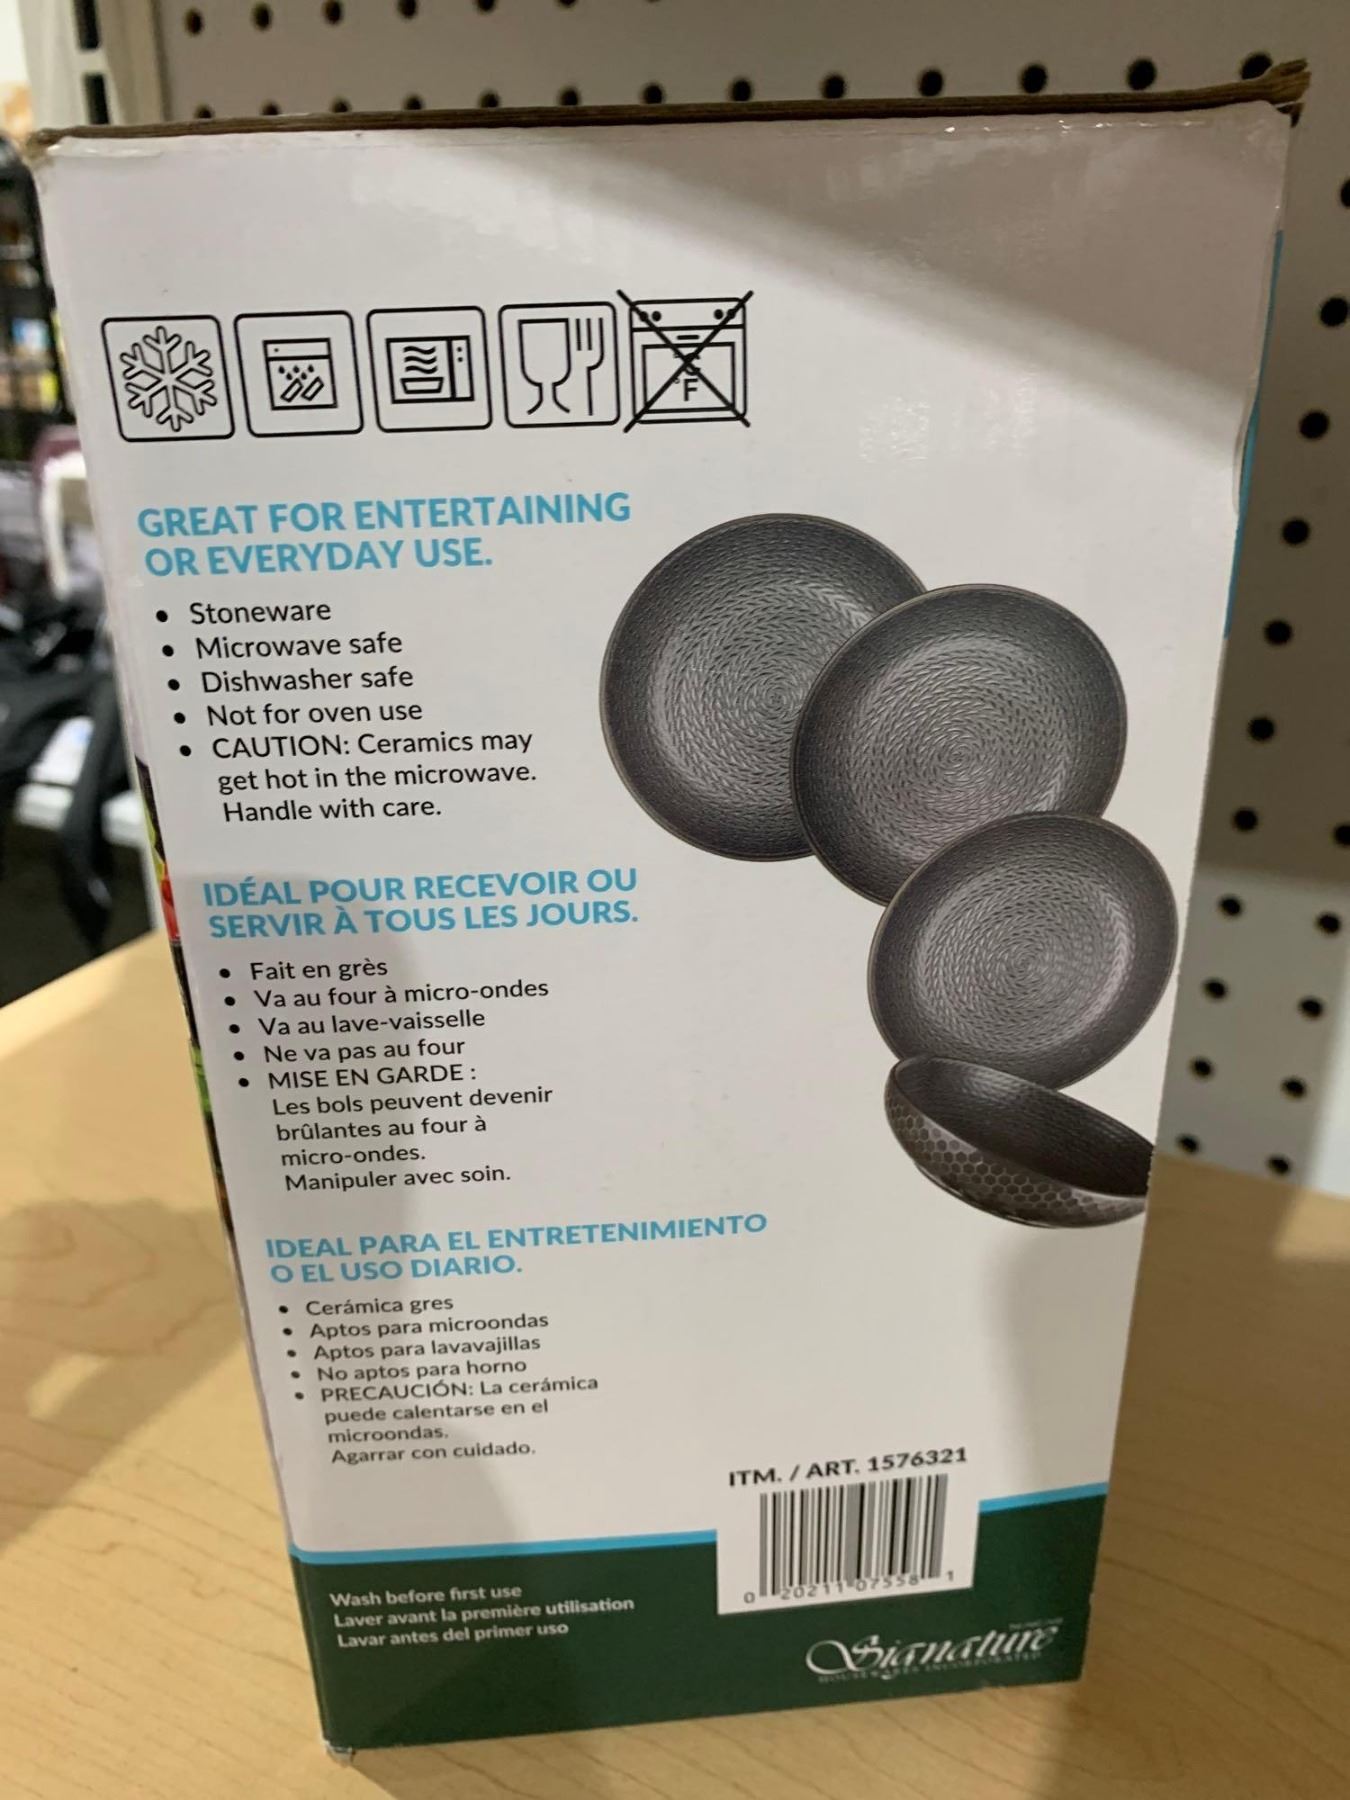 °F
GREAT FOR ENTERTAINING
OR EVERYDAY USE.
• Stoneware
• Microwave safe
• Dishwasher safe
• Not for oven use
• CAUTION: Ceramics may
get hot in the microwave.
Handle with care.
IDÉAL POUR RECEVOIR OU
SERVIR À TOUS LES JOURS.
• Fait en grès
• Va au four à micro-ondes
• Va au lave-vaisselle
• Ne va pas au four
• MISE EN GARDE :
Les bols peuvent devenir
brûlantes au four à
micro-ondes.
Manipuler avec soin.
IDEAL PARA EL ENTRETENIMIENTO
O EL USO DIARIO.
• Cerámica gres
• Aptos para microondas
• Aptos para lavavajillas
• No aptos para horno
• PRECAUCIÓN: La cerámica
puede calentarse en el
microondas.
Agarrar con cuidado.
ITM. / ART. 1576321
0 20211 07558 1
Wash before first use
Laver avant la première utilisation
Lavar antes del primer uso
Signature
HOUSEWARES INCORPORATED